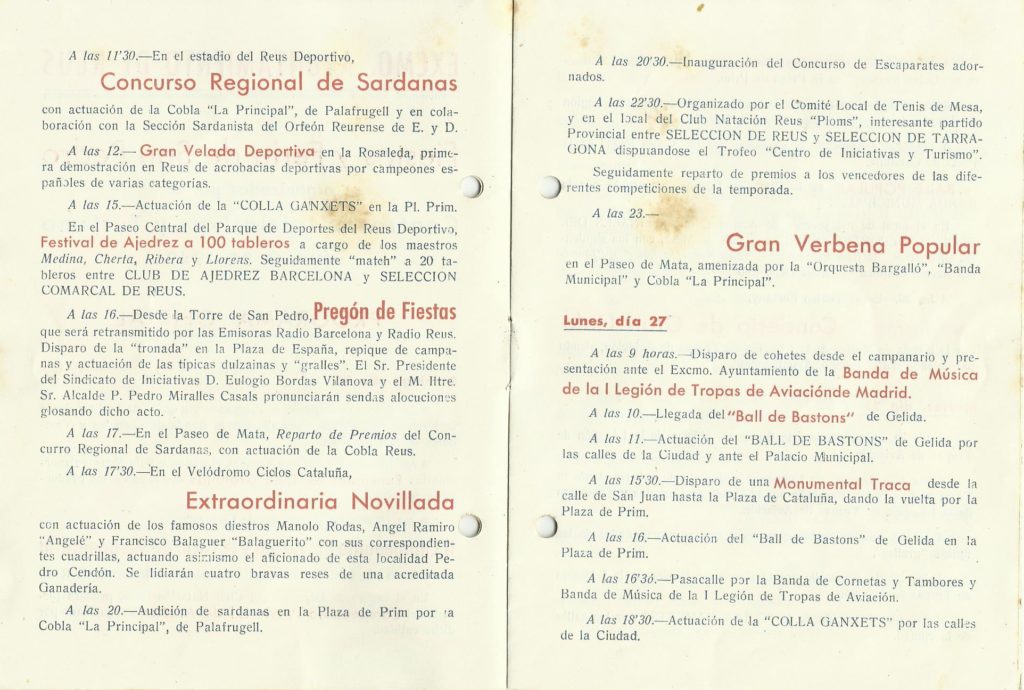 A las 11'30.—En el estadio del Reus Deportivo,
Concurso Regional de Sardanas
con actuación de la Cobla “La Principal”, de Palafrugell y en cola-
boración con la Sección Sardanista del Orfeón Reurense de E. y D.
A las 12.— Gran Velada Deportiva en la Rosaleda, prime-
ra demostración en Reus de acrobacias deportivas por campeones es-
pañoles de varias categorías.
A las 15.—Actuación de la “COLLA GANXETS” en la Pl. Prim.
En el Paseo Central del Parque de Deportes del Reus Deportivo,
Festival de Ajedrez a 100 tableros a cargo de los maestros
Medina, Cherta, Ribera y Llorens. Seguidamente “match” a 20 ta-
bleros entre CLUB DE AJEDREZ BARCELONA y SELECCION
COMARCAL DE REUS.
A las 16.—Desde la Torre de San Pedro, Pregón de Fiestas
que será retransmitido por las Emisoras Radio Barcelona y Radio Reus.
Disparo de la “tronada” en la Plaza de España, repique de campa-
nas y actuación de las típicas dulzainas y “gralles”. El Sr. Presidente
del Sindicato de Iniciativas D. Eulogio Bordas Vilanova y el M. Iltre.
Sr. Alcalde P. Pedro Miralles Casals pronunciarán sendas alocuciones
glosando dicho acto.
A las 17.—En el Paseo de Mata, Reparto de Premios del Con-
curro Regional de Sardanas, con actuación de la Cobla Reus.
A las 17'30.—En el Velódromo Ciclos Cataluña,
Extraordinaria Novillada
con actuación de los famosos diestros Manolo Rodas, Angel Ramiro
“Angelé” y Francisco Balaguer “Balaguerito” con sus correspondien-
tes cuadrillas, actuando asimismo el aficionado de esta localidad Pe-
dro Cendón. Se lidiarán cuatro bravas reses de una acreditada
Ganadería.
A las 20.—Audición de sardanas en la Plaza de Prim por la
Cobla “La Principal”, de Palafrugell.
A las 20'30.—Inauguración del Concurso de Escaparates ador-
nados.
A las 22'30.—Organizado por el Comité Local de Tenis de Mesa,
y en el local del Club Natación Reus “Ploms”, interesante partido
Provincial entre SELECCION DE REUS y SELECCION DE TARRA-
GONA disputándose el Trofeo “Centro de Iniciativas y Turismo”.
Seguidamente reparto de premios a los vencedores de las dife-
rentes competiciones de la temporada.
A las 23.—
Gran Verbena Popular
en el Paseo de Mata, amenizada por la “Orquesta Bargalló”, “Banda
Municipal” y Cobla “La Principal”.
Lunes, día 27
A las 9 horas.—Disparo de cohetes desde el campanario y pre-
sentación ante el Excmo. Ayuntamiento de la Banda de Música
de la I Legión de Tropas de Aviaciónde Madrid.
A las 10.—Llegada del "Ball de Bastons" de Gelida.
A las 11.—Actuación del “BALL DE BASTONS” de Gelida por
las calles de la Ciudad y ante el Palacio Municipal.
A las 15'30.—Disparo de una Monumental Traca desde la
calle de San Juan hasta la Plaza de Cataluña, dando la vuelta por la
Plaza de Prim.
A las 16.—Actuación del “Ball de Bastons” de Gelida en la
Plaza de Prim.
A las 16'30.—Pasacalle por la Banda de Cornetas y Tambores y
Banda de Música de la I Legión de Tropas de Aviación.
A las 18'30.—Actuación de la “COLLA GANXETS” por las calles
de la Ciudad.